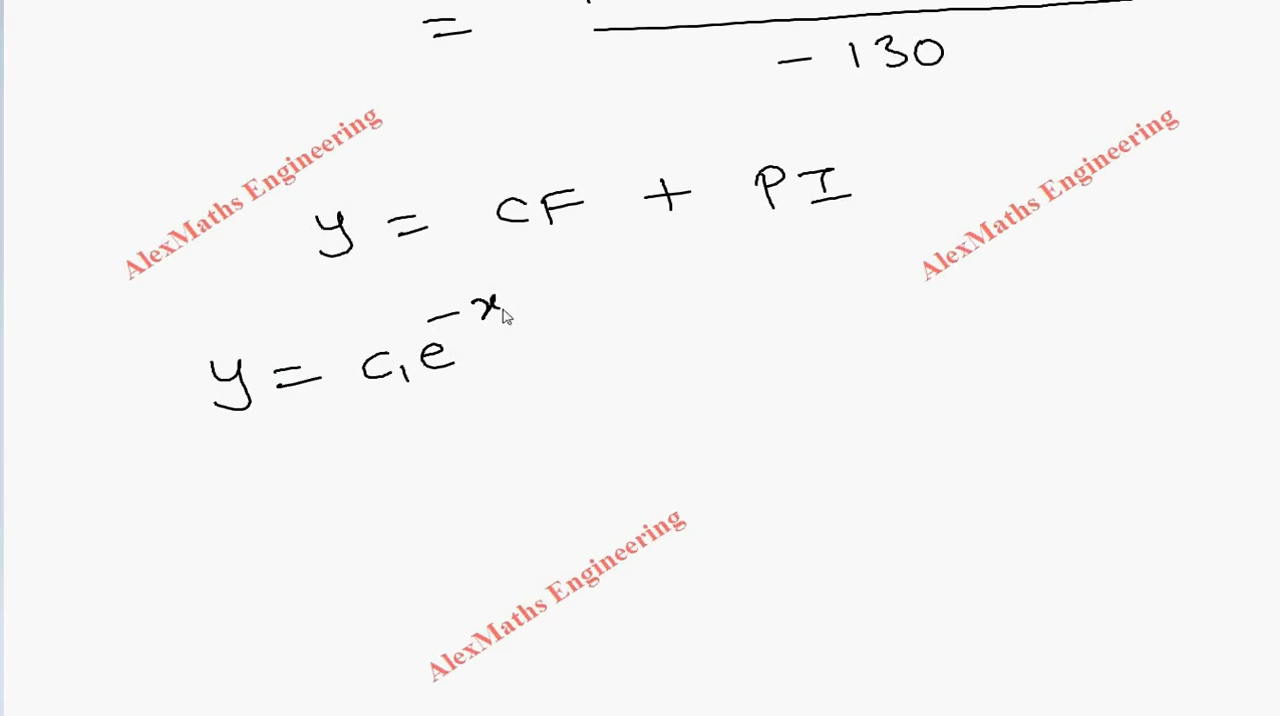 =
- 130
AlexMaths Engineering
AlexMaths Engineering
y = CF + PI
y = c₁e⁻ˣ
AlexMaths Engineering